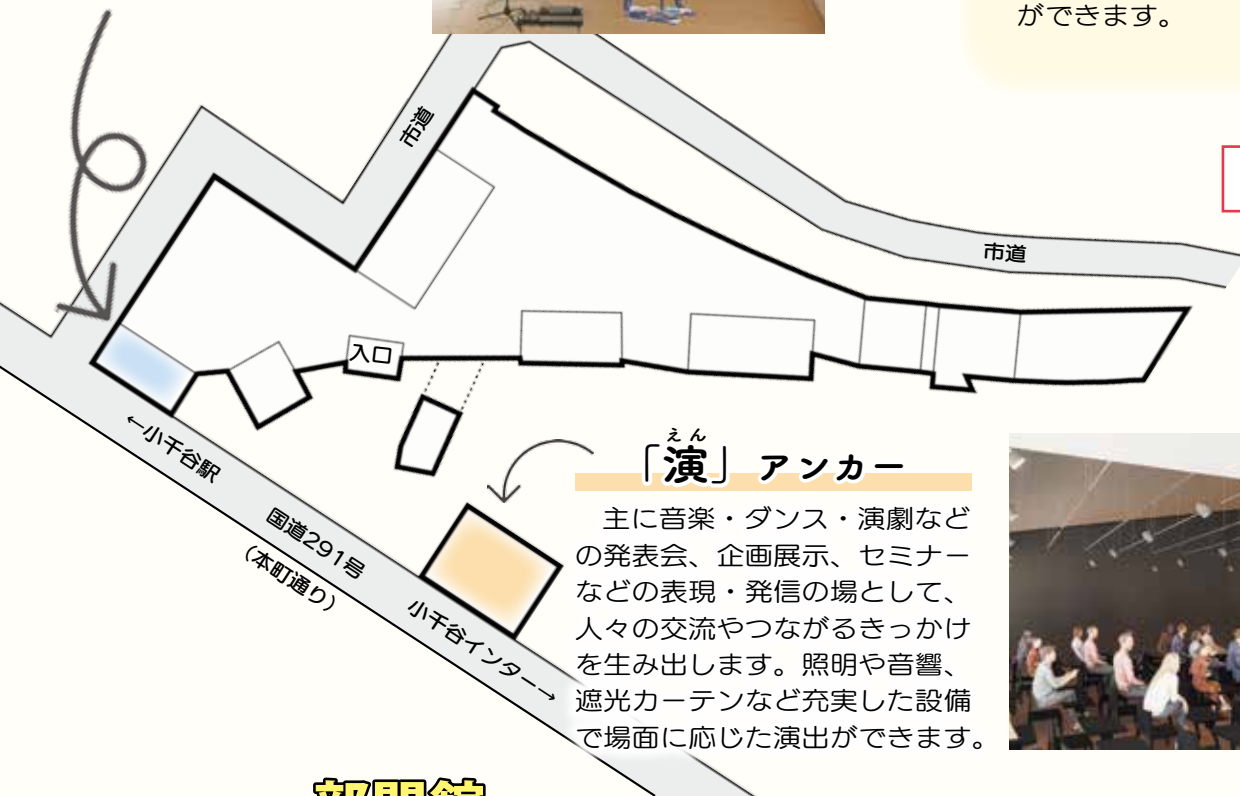 ができます。
市道
市道
入口
←小千谷駅
国道291号
(本町通り)
小千谷インター→
えん
「演」アンカー
主に音楽・ダンス・演劇など
の発表会、企画展示、セミナー
などの表現・発信の場として、
人々の交流やつながるきっかけ
を生み出します。照明や音響、
遮光カーテンなど充実した設備
で場面に応じた演出ができます。